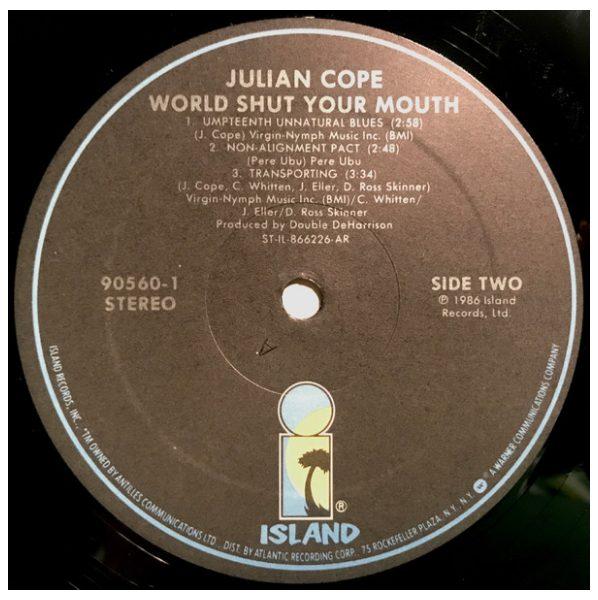 JULIAN COPE
WORLD SHUT YOUR MOUTH
1. UMPTEENTH UNNATURAL BLUES (2:58)
(J. Cope) Virgin-Nymph Music Inc. (BMI)
2. NON-ALIGNMENT PACT (2:48)
(Pere Ubu) Pere Ubu
3. TRANSPORTING (3:34)
(J. Cope, C. Whitten, J. Eller, D. Ross Skinner)
Virgin-Nymph Music Inc. (BMI)/C. Whitten/
J. Eller/D. Ross Skinner
Produced by Double DeHarrison
ST-IL-866226-AR
90560-1
STEREO
SIDE TWO
℗ 1986 Island
Records, Ltd.
®
ISLAND
ISLAND RECORDS, INC., *TM OWNED BY ANTILLES COMMUNICATIONS LTD. DIST. BY ATLANTIC RECORDING CORP. 75 ROCKEFELLER PLAZA, N.Y., N.Y. A WARNER COMMUNICATIONS COMPANY